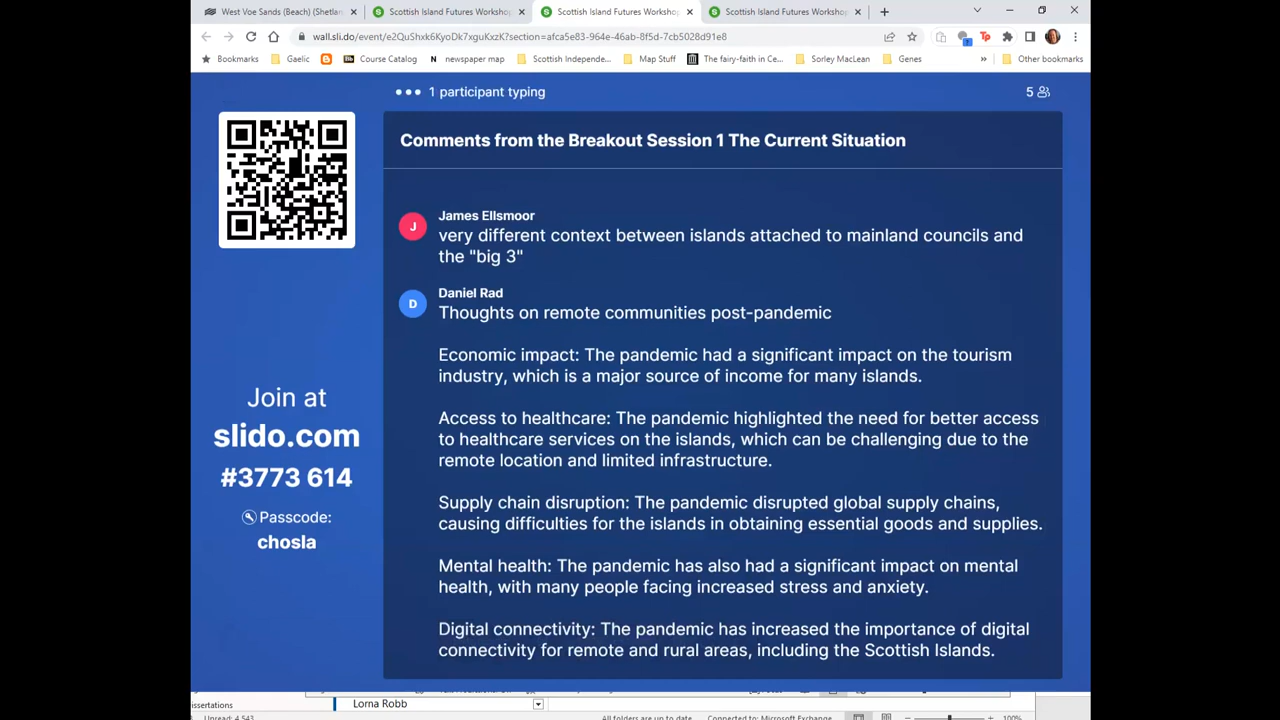 West Voe Sands (Beach) (Shetlan
Scottish Island Futures Workshop
Scottish Island Futures Workshop
Scottish Island Futures Workshop
wall.sli.do/event/e2QuShxk6KyoDk7xguKxzK?section=afca5e83-964e-46ab-8f5d-7cb5028d91e8
Bookmarks
Gaelic
Course Catalog
N newspaper map
Scottish Independe...
Map Stuff
The fairy-faith in Ce...
Sorley MacLean
Genes
»
Other bookmarks
1 participant typing
5
Comments from the Breakout Session 1 The Current Situation
J
James Ellsmoor
very different context between islands attached to mainland councils and
the "big 3"
D
Daniel Rad
Thoughts on remote communities post-pandemic
Economic impact: The pandemic had a significant impact on the tourism
industry, which is a major source of income for many islands.
Access to healthcare: The pandemic highlighted the need for better access
to healthcare services on the islands, which can be challenging due to the
remote location and limited infrastructure.
Supply chain disruption: The pandemic disrupted global supply chains,
causing difficulties for the islands in obtaining essential goods and supplies.
Mental health: The pandemic has also had a significant impact on mental
health, with many people facing increased stress and anxiety.
Digital connectivity: The pandemic has increased the importance of digital
connectivity for remote and rural areas, including the Scottish Islands.
Join at
slido.com
#3773 614
Passcode:
chosla
issertations
Lorna Robb
Unread: 4,543
All folders are up to date.
Connected to: Microsoft Exchange
100%